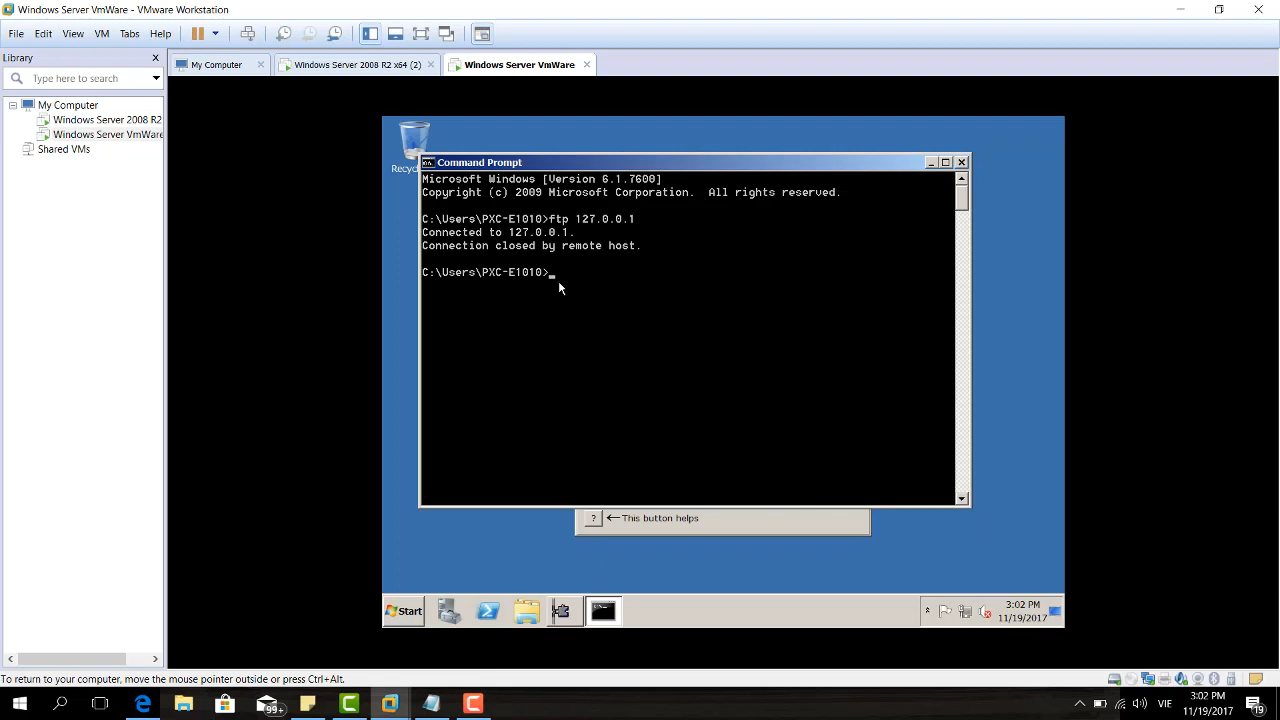 Windows Server VmWare - VMware Workstation
File Edit View VM Tabs Help
Library
Type here to search
My Computer
Windows Server 2008 R2
Windows Server VmWare
Shared VMs
My Computer
Windows Server 2008 R2 x64 (2)
Windows Server VmWare
Recyc
Command Prompt
Microsoft Windows [Version 6.1.7600]
Copyright (c) 2009 Microsoft Corporation. All rights reserved.
C:\Users\PXC-E1010>ftp 127.0.0.1
Connected to 127.0.0.1.
Connection closed by remote host.
C:\Users\PXC-E1010>_
? ←This button helps
Start
3:02 PM
11/19/2017
To return to your computer, move the mouse pointer outside or press Ctrl+Alt.
99+
VIE
3:02 PM
11/19/2017
19